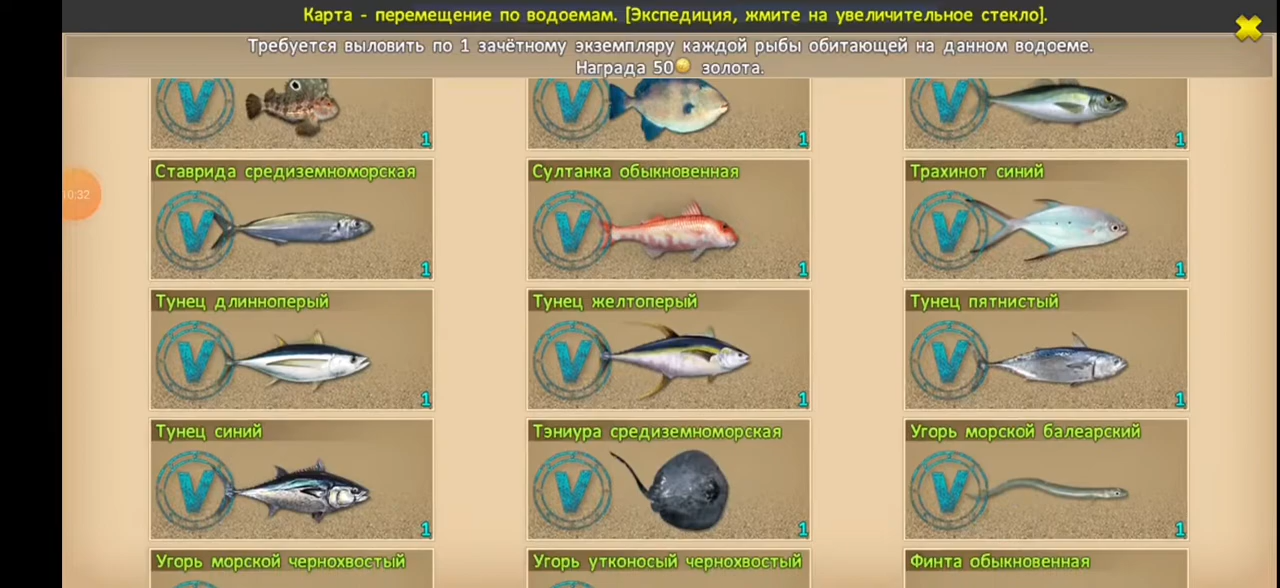 Карта - перемещение по водоемам. [Экспедиция, жмите на увеличительное стекло].
Требуется выловить по 1 зачётному экземпляру каждой рыбы обитающей на данном водоеме.
Награда 50 золота.
V 1 V 1 V 1
Ставрида средиземноморская Султанка обыкновенная Трахинот синий
10:32
V 1 V 1 V 1
Тунец длинноперый Тунец желтоперый Тунец пятнистый
V 1 V 1 V 1
Тунец синий Тэниура средиземноморская Угорь морской балеарский
V 1 V 1 V 1
Угорь морской чернохвостый Угорь утконосый чернохвостый Финта обыкновенная